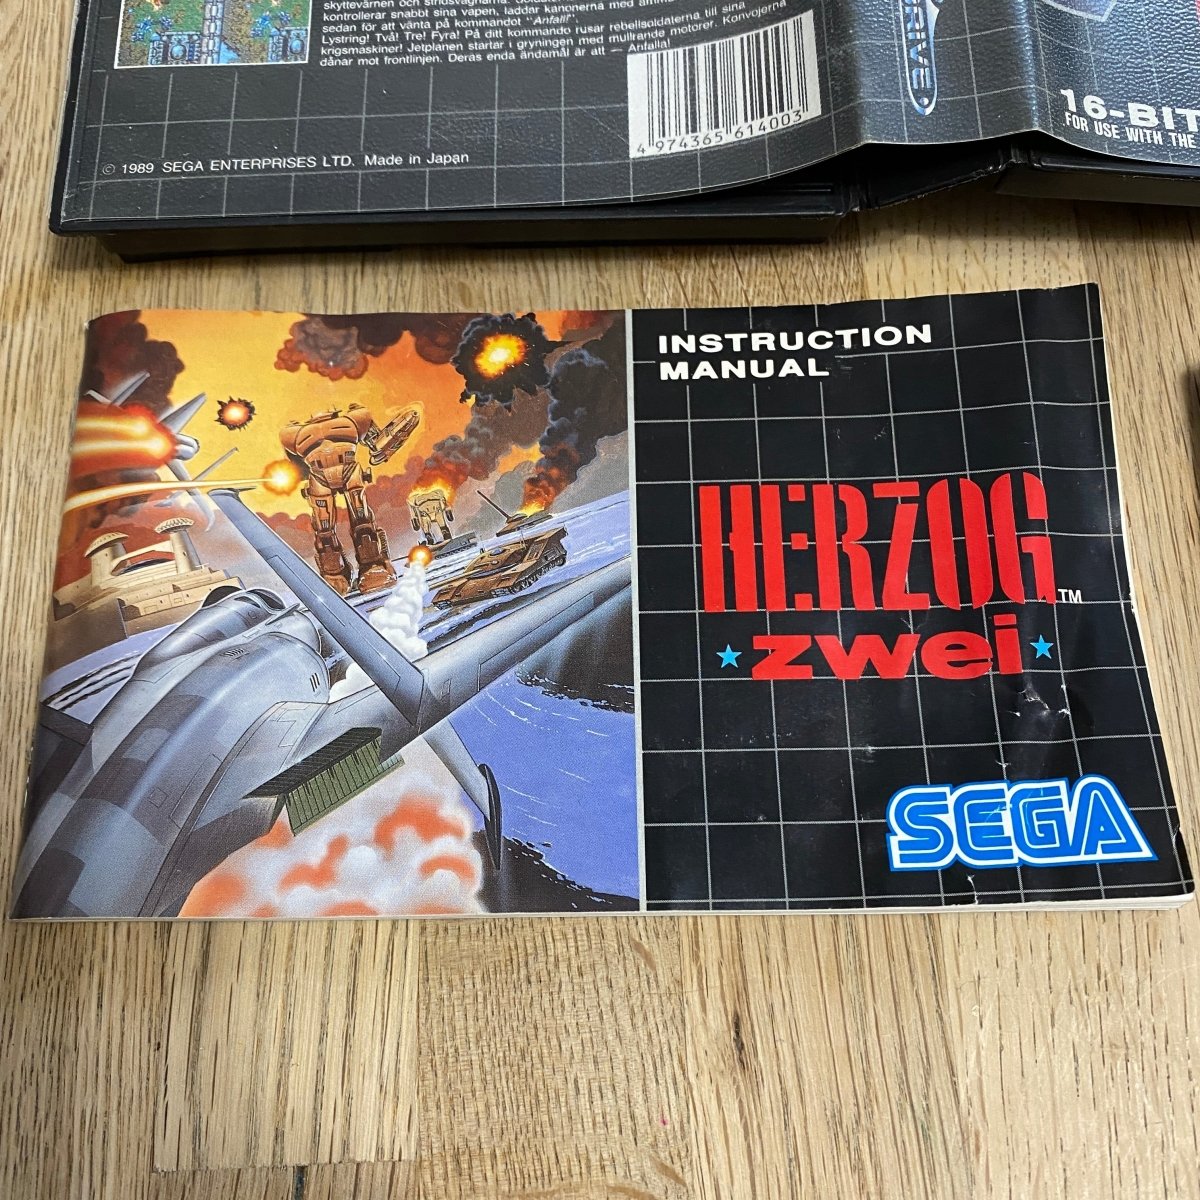 skyttevärnen och stridsvagnarna.
kontrollerar snabbt sina vapen, laddar kanonerna med
sedan för att vänta på kommandot "Anfall!".
Lystring! Två! Tre! Fyra! På ditt kommando rusar rebellsoldaterna till sina
krigsmaskiner! Jetplanen startar i gryningen med mullrande motorer. Konvojerna
dånar mot frontlinjen. Deras enda ändamål är att — Anfalla!
4 974365 614003
© 1989 SEGA ENTERPRISES LTD. Made in Japan
DRIVE
16-BIT
FOR USE WITH THE
INSTRUCTION
MANUAL
HERZOG™
zwei
SEGA